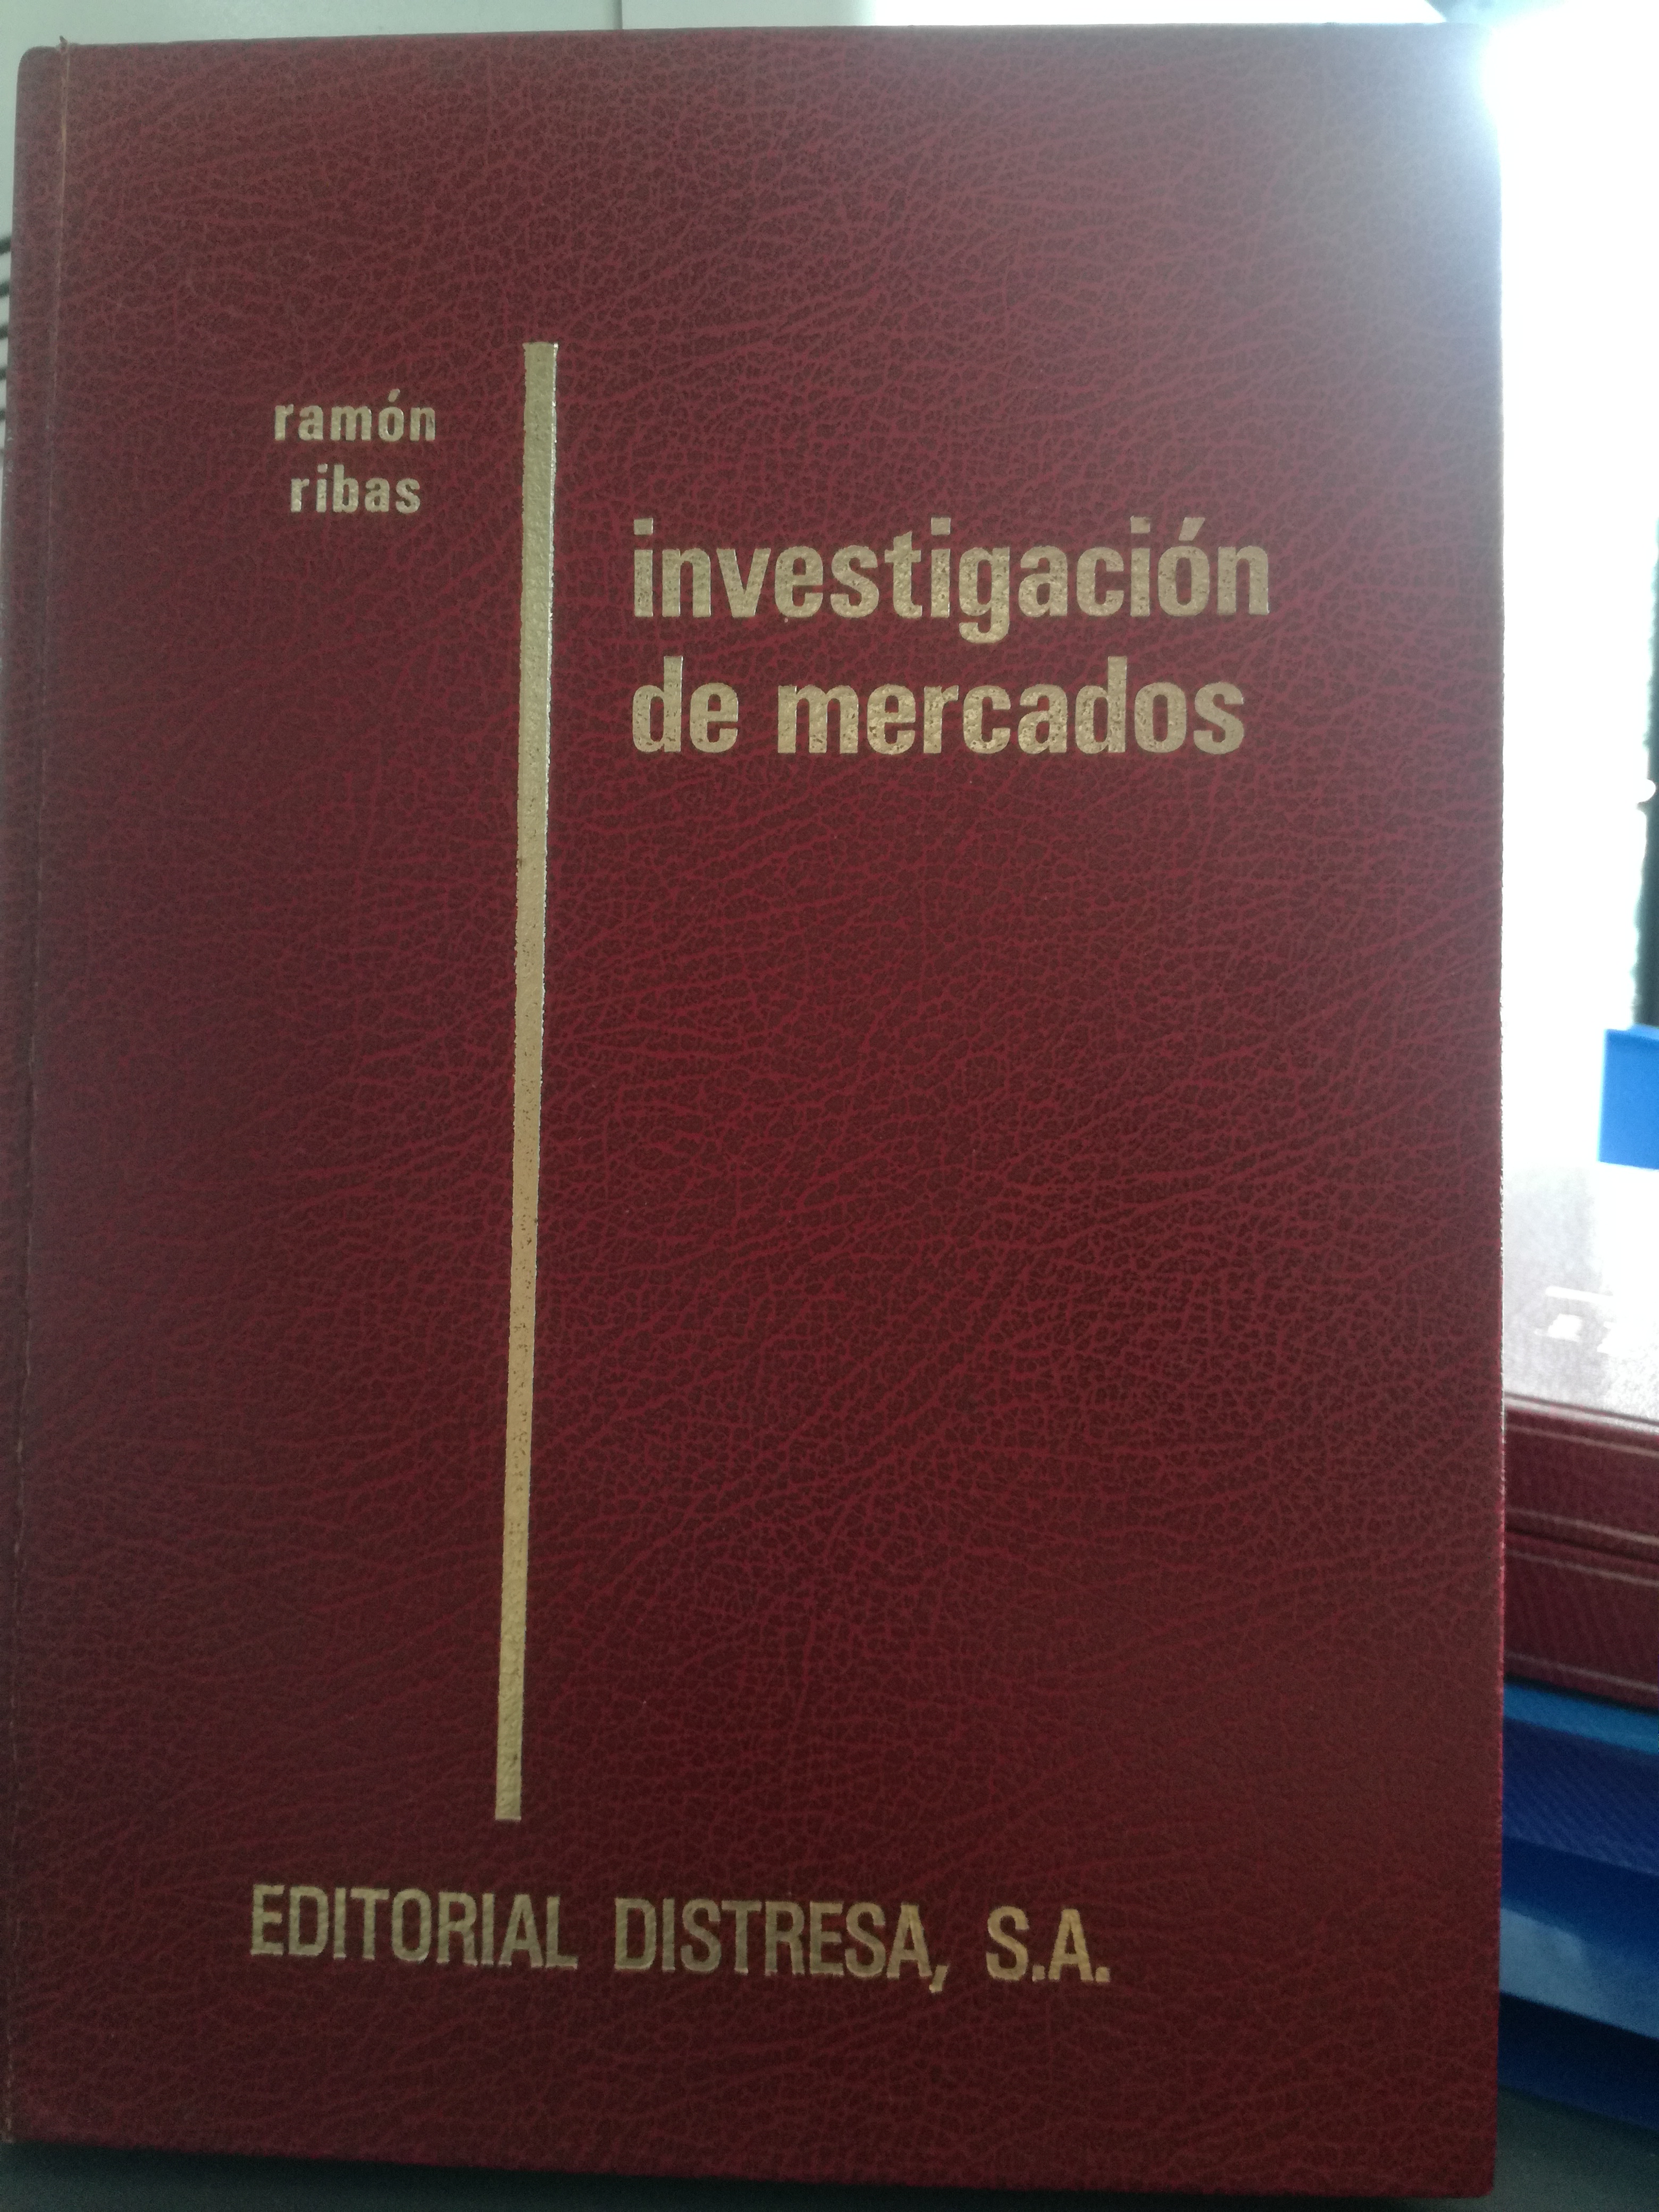 ramón
ribas
investigación
de mercados
EDITORIAL DISTRESA, S.A.